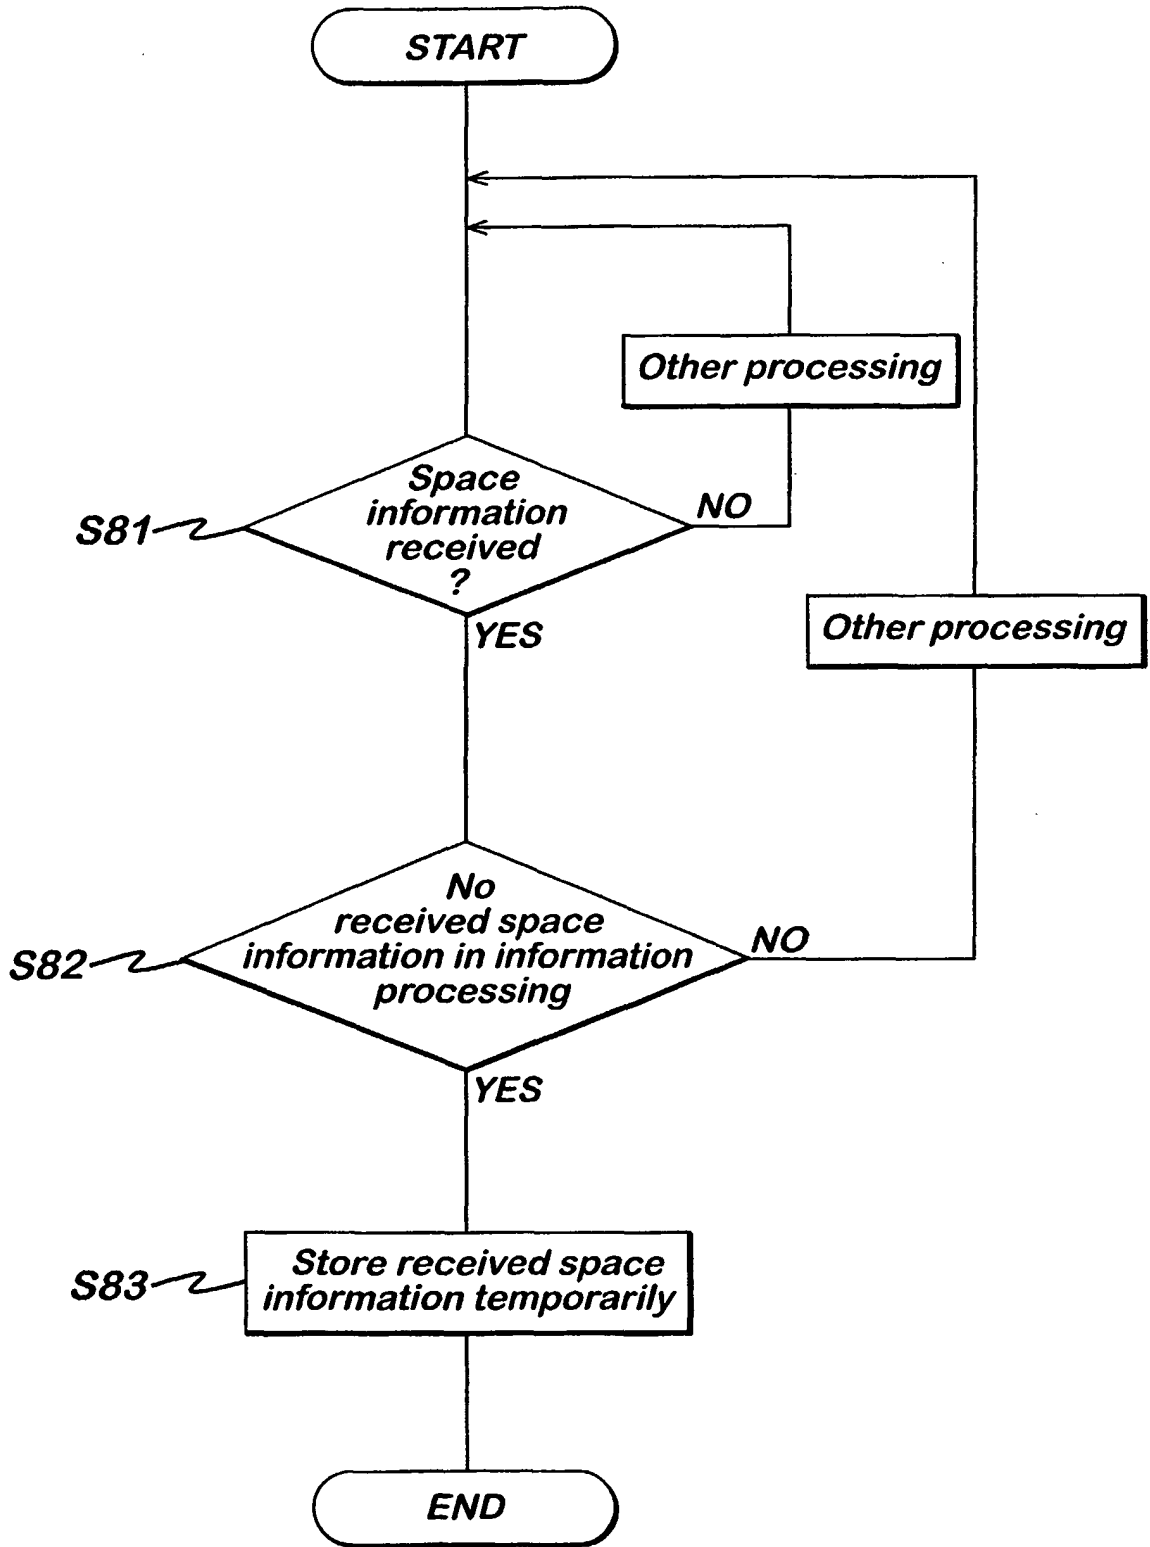 START
Other processing
Space
information
received
?
NO
S81
YES
Other processing
No
received space
information in information
processing
NO
S82
YES
Store received space
information temporarily
S83
END